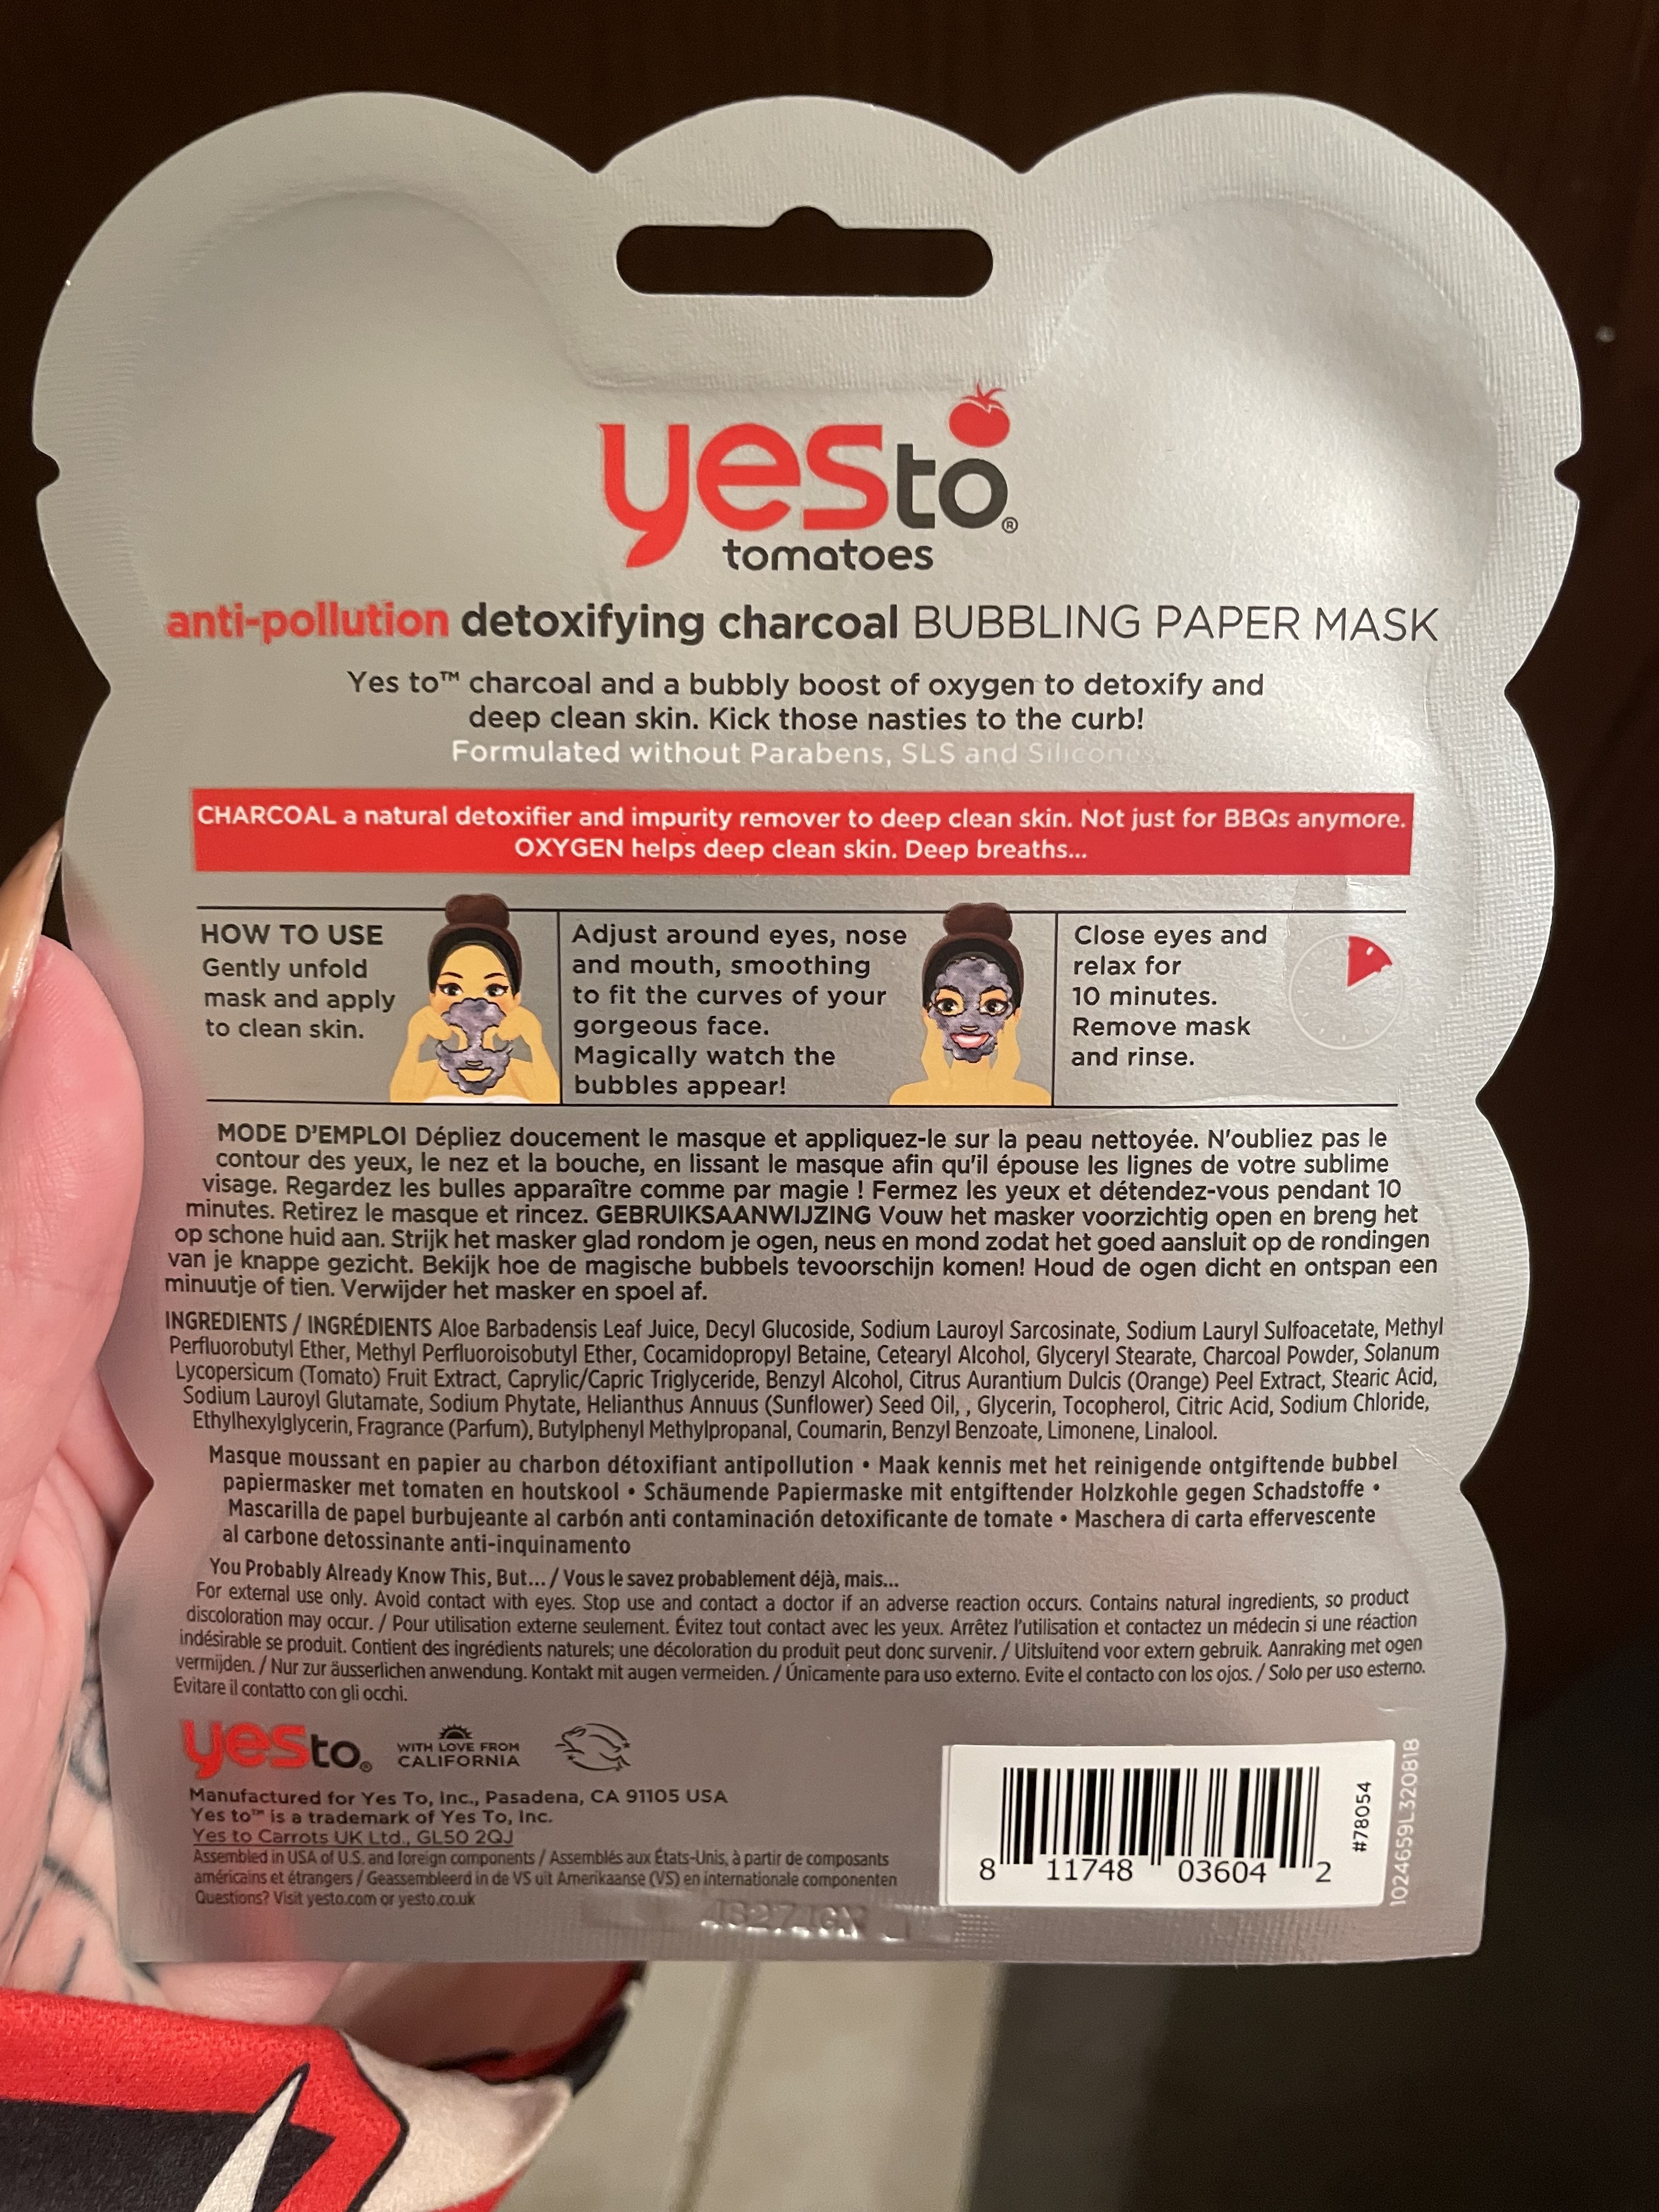 yes to®
tomatoes
anti-pollution detoxifying charcoal BUBBLING PAPER MASK
Yes to™ charcoal and a bubbly boost of oxygen to detoxify and
deep clean skin. Kick those nasties to the curb!
Formulated without Parabens, SLS and Silicones
CHARCOAL a natural detoxifier and impurity remover to deep clean skin. Not just for BBQs anymore.
OXYGEN helps deep clean skin. Deep breaths...
HOW TO USE
Gently unfold
mask and apply
to clean skin.
Adjust around eyes, nose
and mouth, smoothing
to fit the curves of your
gorgeous face.
Magically watch the
bubbles appear!
Close eyes and
relax for
10 minutes.
Remove mask
and rinse.
MODE D'EMPLOI Dépliez doucement le masque et appliquez-le sur la peau nettoyée. N'oubliez pas le
contour des yeux, le nez et la bouche, en lissant le masque afin qu'il épouse les lignes de votre sublime
visage. Regardez les bulles apparaître comme par magie ! Fermez les yeux et détendez-vous pendant 10
minutes. Retirez le masque et rincez. GEBRUIKSAANWIJZING Vouw het masker voorzichtig open en breng het
op schone huid aan. Strijk het masker glad rondom je ogen, neus en mond zodat het goed aansluit op de rondingen
van je knappe gezicht. Bekijk hoe de magische bubbels tevoorschijn komen! Houd de ogen dicht en ontspan een
minuutje of tien. Verwijder het masker en spoel af.
INGREDIENTS / INGRÉDIENTS Aloe Barbadensis Leaf Juice, Decyl Glucoside, Sodium Lauroyl Sarcosinate, Sodium Lauryl Sulfoacetate, Methyl
Perfluorobutyl Ether, Methyl Perfluoroisobutyl Ether, Cocamidopropyl Betaine, Cetearyl Alcohol, Glyceryl Stearate, Charcoal Powder, Solanum
Lycopersicum (Tomato) Fruit Extract, Caprylic/Capric Triglyceride, Benzyl Alcohol, Citrus Aurantium Dulcis (Orange) Peel Extract, Stearic Acid,
Sodium Lauroyl Glutamate, Sodium Phytate, Helianthus Annuus (Sunflower) Seed Oil, , Glycerin, Tocopherol, Citric Acid, Sodium Chloride,
Ethylhexylglycerin, Fragrance (Parfum), Butylphenyl Methylpropanal, Coumarin, Benzyl Benzoate, Limonene, Linalool.
Masque moussant en papier au charbon détoxifiant antipollution • Maak kennis met het reinigende ontgiftende bubbel
papiermasker met tomaten en houtskool • Schäumende Papiermaske mit entgiftender Holzkohle gegen Schadstoffe •
Mascarilla de papel burbujeante al carbón anti contaminación detoxificante de tomate • Maschera di carta effervescente
al carbone detossinante anti-inquinamento
You Probably Already Know This, But... / Vous le savez probablement déjà, mais...
For external use only. Avoid contact with eyes. Stop use and contact a doctor if an adverse reaction occurs. Contains natural ingredients, so product
discoloration may occur. / Pour utilisation externe seulement. Évitez tout contact avec les yeux. Arrêtez l'utilisation et contactez un médecin si une réaction
indésirable se produit. Contient des ingrédients naturels; une décoloration du produit peut donc survenir. / Uitsluitend voor extern gebruik. Aanraking met ogen
vermijden. / Nur zur äusserlichen anwendung. Kontakt mit augen vermeiden. / Únicamente para uso externo. Evite el contacto con los ojos. / Solo per uso esterno.
Evitare il contatto con gli occhi.
yes to®
WITH LOVE FROM
CALIFORNIA
Manufactured for Yes To, Inc., Pasadena, CA 91105 USA
Yes to™ is a trademark of Yes To, Inc.
Yes to Carrots UK Ltd., GL50 2QJ
Assembled in USA of U.S. and foreign components / Assemblés aux États-Unis, à partir de composants
américains et étrangers / Geassembleerd in de VS uit Amerikaanse (VS) en internationale componenten
Questions? Visit yesto.com or yesto.co.uk
8 11748 03604 2
#78054
1024659L320818